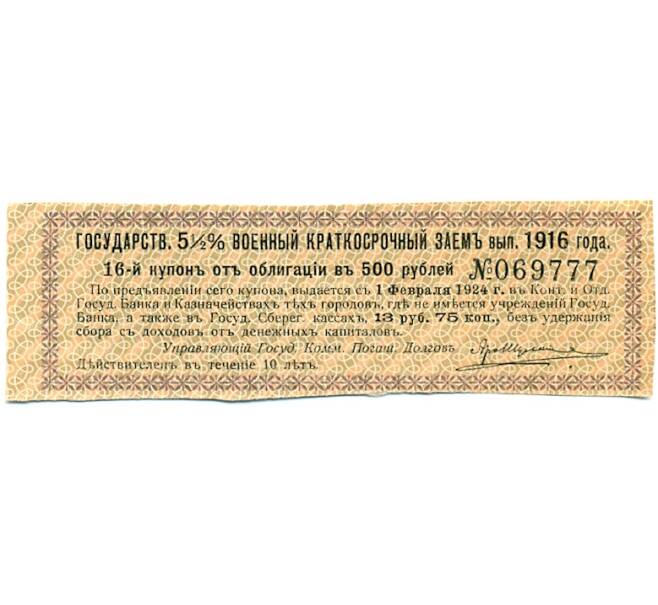 ГОСУДАРСТВ. 5½% ВОЕННЫЙ КРАТКОСРОЧНЫЙ ЗАЕМЪ вып. 1916 года.
16-й купонъ отъ облигаціи въ 500 рублей №069777
По предъявленіи сего купона, выдается съ 1 Февраля 1924 г. въ Конт. и Отд.
Госуд. Банка и Казначействахъ тѣхъ городовъ, гдѣ не имѣется учрежденій Госуд.
Банка, а также въ Госуд. Сберег. кассахъ, 13 руб. 75 коп., безъ удержанія
сбора съ доходовъ отъ денежныхъ капиталовъ.
Управляющій Госуд. Комм. Погаш. Долговъ
Дѣйствителенъ въ теченіе 10 лѣтъ.